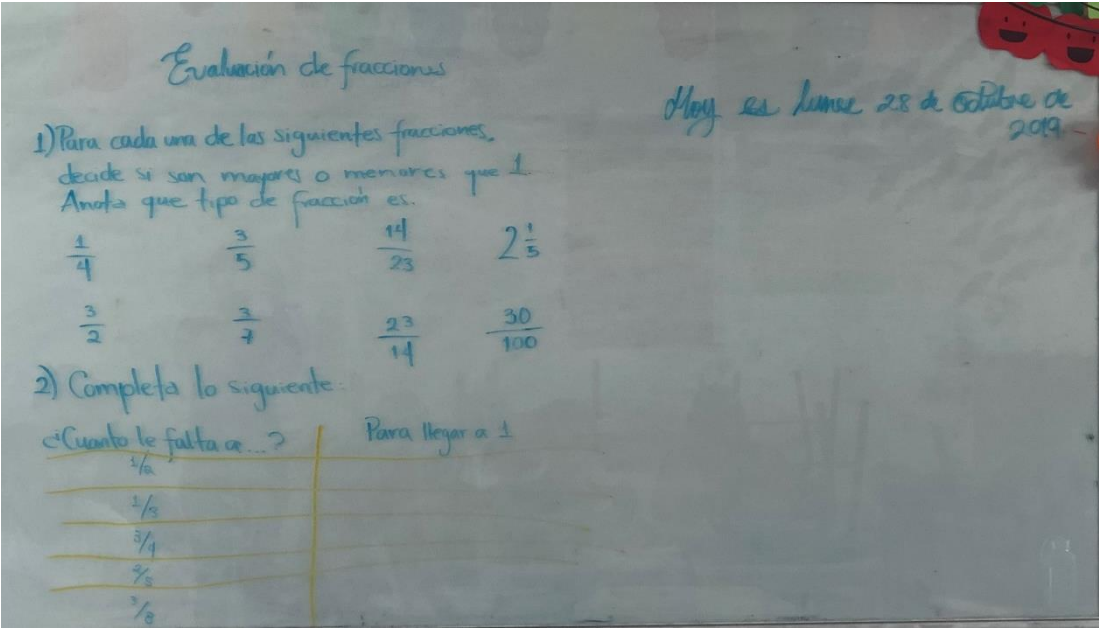 Evaluación de fracciones
Hoy es lunes 28 de octubre de
2019.
1) Para cada una de las siguientes fracciones,
decide si son mayores o menores que 1
Anota que tipo de fracción es.
1/4 3/5 14/23 2 1/5
3/2 3/7 23/14 30/100
2) Completa lo siguiente:
¿Cuanto le falta a...? Para llegar a 1
1/2
1/3
3/4
2/5
/8